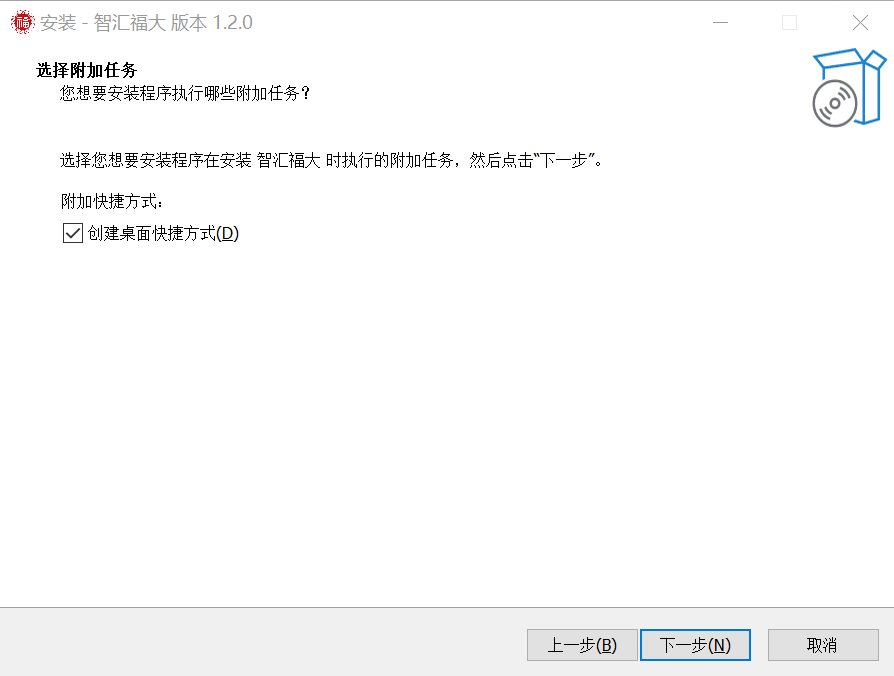 安装 - 智汇福大 版本 1.2.0
选择附加任务
您想要安装程序执行哪些附加任务？
选择您想要安装程序在安装 智汇福大 时执行的附加任务，然后点击“下一步”。
附加快捷方式：
创建桌面快捷方式(D)
上一步(B) 下一步(N) 取消